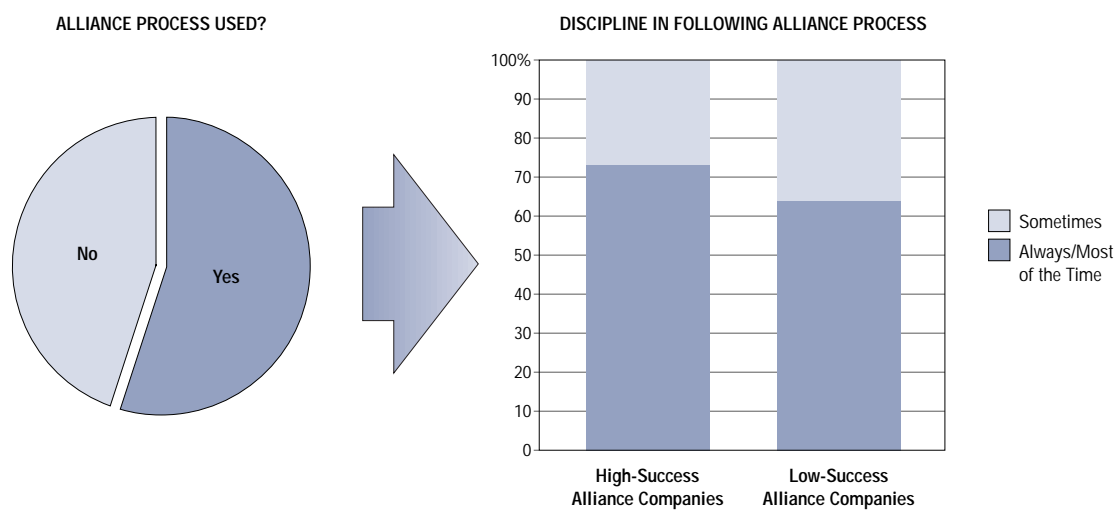 ALLIANCE PROCESS USED?
No
Yes
DISCIPLINE IN FOLLOWING ALLIANCE PROCESS
100%
90
80
70
60
50
40
30
20
10
0
High-Success
Alliance Companies
Low-Success
Alliance Companies
Sometimes
Always/Most
of the Time